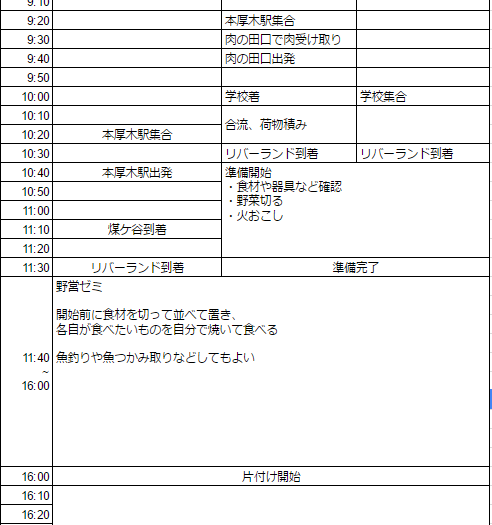 9:10
9:20 本厚木駅集合
9:30 肉の田口で肉受け取り
9:40 肉の田口出発
9:50
10:00 学校着 学校集合
10:10
合流、荷物積み
10:20 本厚木駅集合
10:30 リバーランド到着 リバーランド到着
10:40 本厚木駅出発 準備開始
・食材や器具など確認
10:50
・野菜切る
11:00
・火おこし
11:10 煤ケ谷到着
11:20
11:30 リバーランド到着 準備完了
野営ゼミ
開始前に食材を切って並べて置き、
各自が食べたいものを自分で焼いて食べる
11:40 魚釣りや魚つかみ取りなどしてもよい
~
16:00
16:00 片付け開始
16:10
16:20